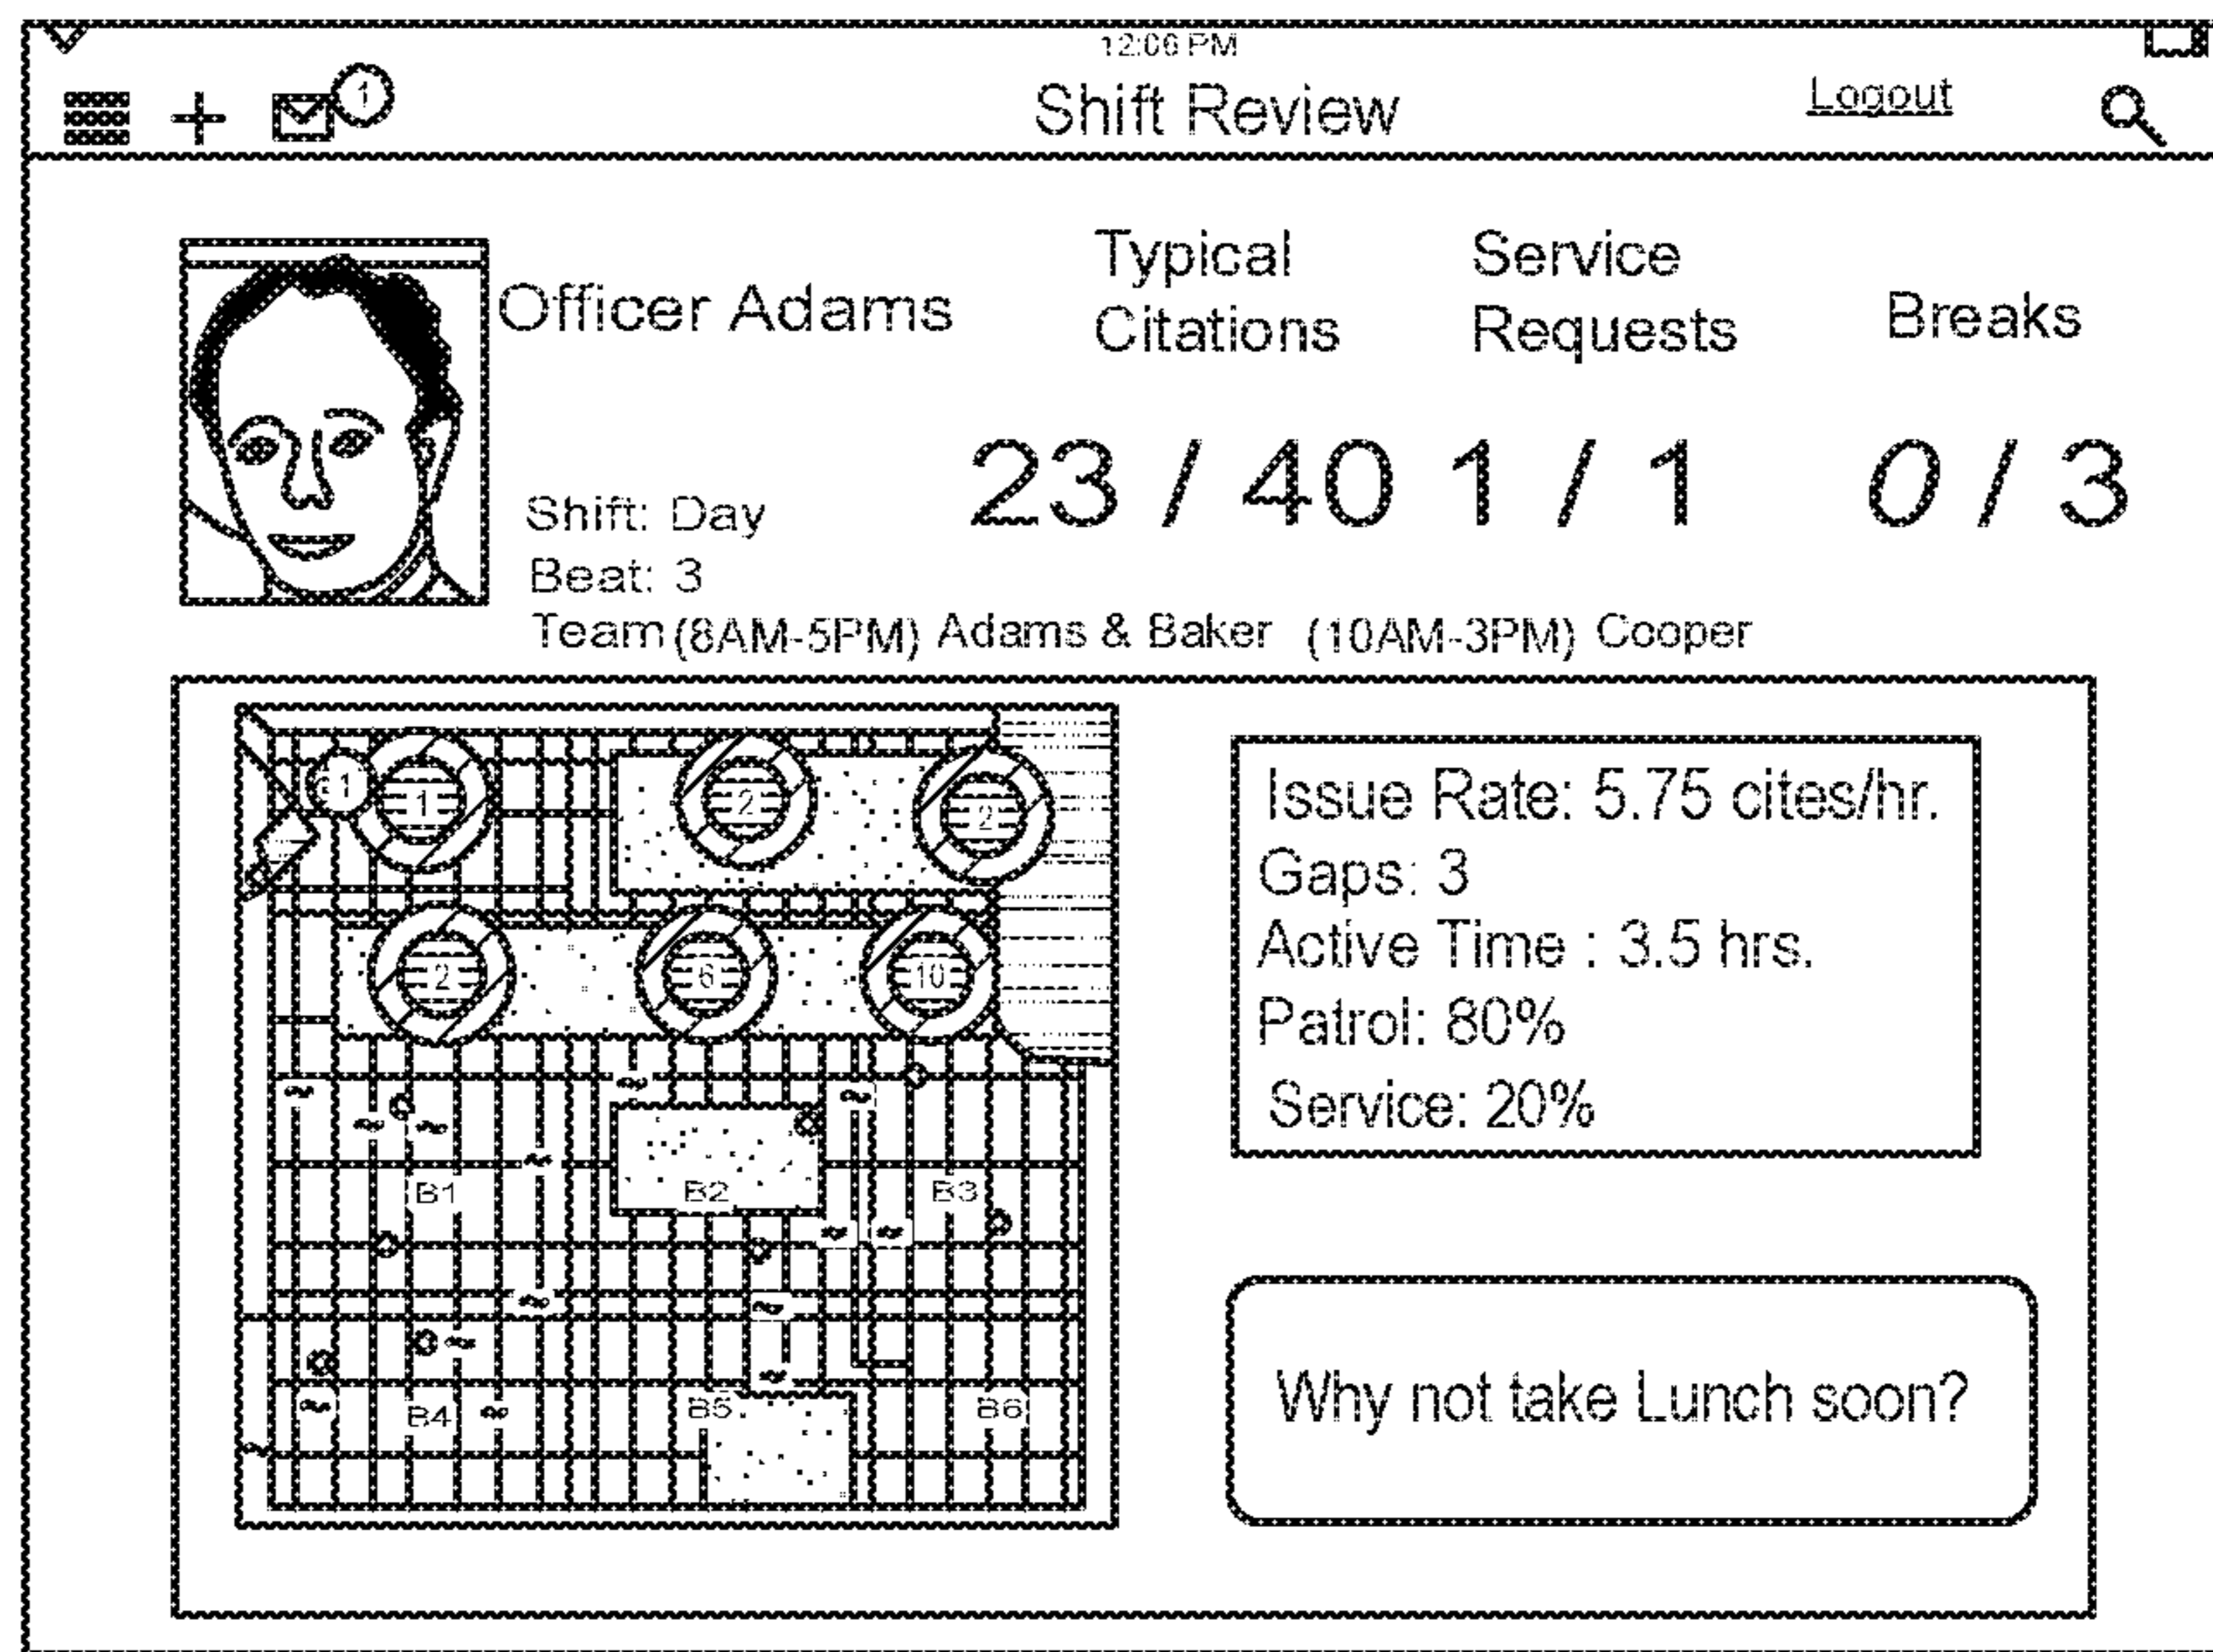 12:06 PM
1
Shift Review
Logout
Officer Adams
Typical
Citations
Service
Requests
Breaks
23 / 40
1 / 1
0 / 3
Shift: Day
Beat: 3
Team (8AM-5PM) Adams & Baker (10AM-3PM) Cooper
1
2
2
2
6
10
B1
B2
B3
B4
B5
B6
Issue Rate: 5.75 cites/hr.
Gaps: 3
Active Time : 3.5 hrs.
Patrol: 80%
Service: 20%
Why not take Lunch soon?